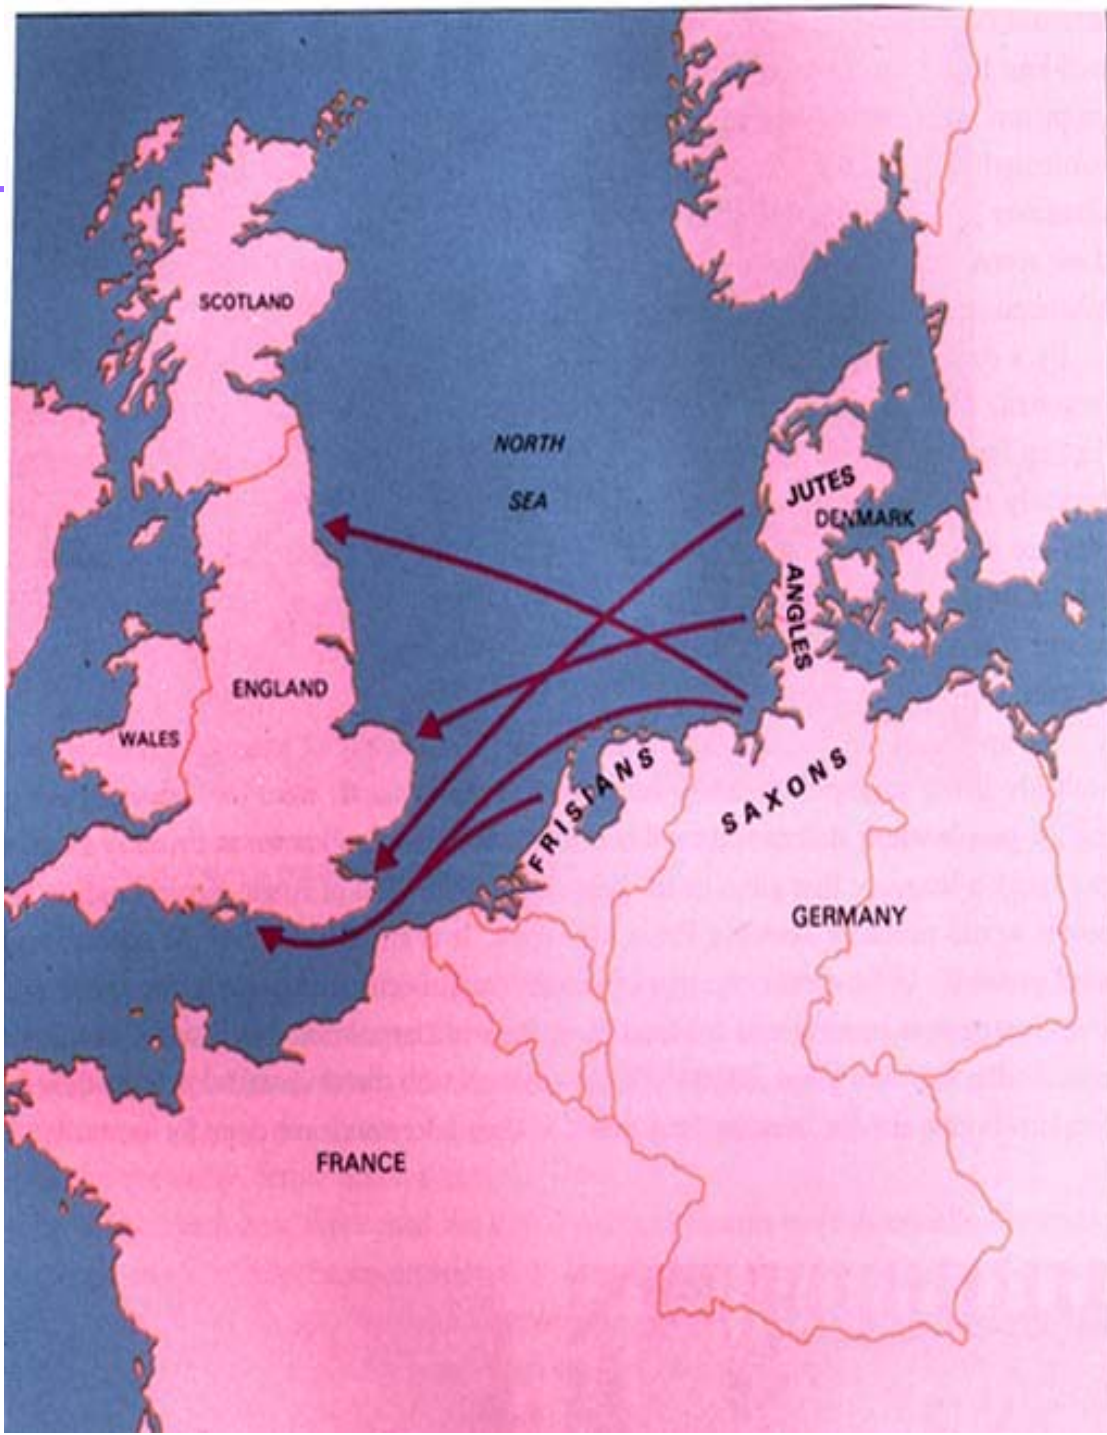 SCOTLAND
NORTH
SEA
JUTES
DENMARK
ANGLES
ENGLAND
WALES
FRISIANS
SAXONS
GERMANY
FRANCE